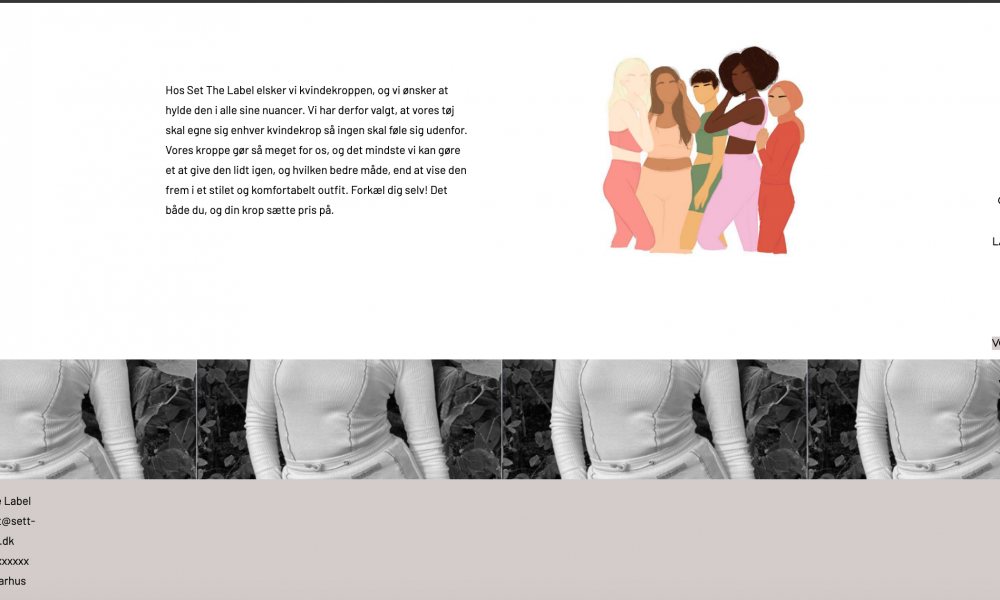 Hos Set The Label elsker vi kvindekroppen, og vi ønsker at
hylde den i alle sine nuancer. Vi har derfor valgt, at vores tøj
skal egne sig enhver kvindekrop så ingen skal føle sig udenfor.
Vores kroppe gør så meget for os, og det mindste vi kan gøre
et at give den lidt igen, og hvilken bedre måde, end at vise den
frem i et stilet og komfortabelt outfit. Forkæl dig selv! Det
både du, og din krop sætte pris på.
Label
@sett-
.dk
xxxxxx
arhus